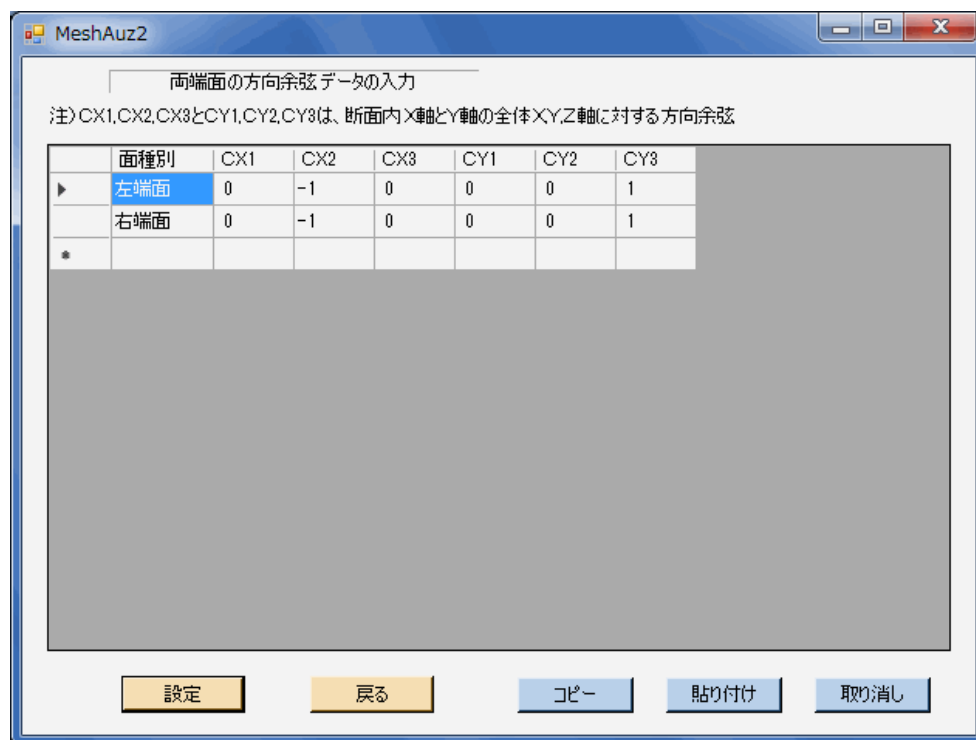 MeshAuz2
両端面の方向余弦データの入力
注)CX1,CX2,CX3とCY1,CY2,CY3は、断面内X軸とY軸の全体X,Y,Z軸に対する方向余弦
面種別 CX1 CX2 CX3 CY1 CY2 CY3
左端面 0 -1 0 0 0 1
右端面 0 -1 0 0 0 1
設定 戻る コピー 貼り付け 取り消し